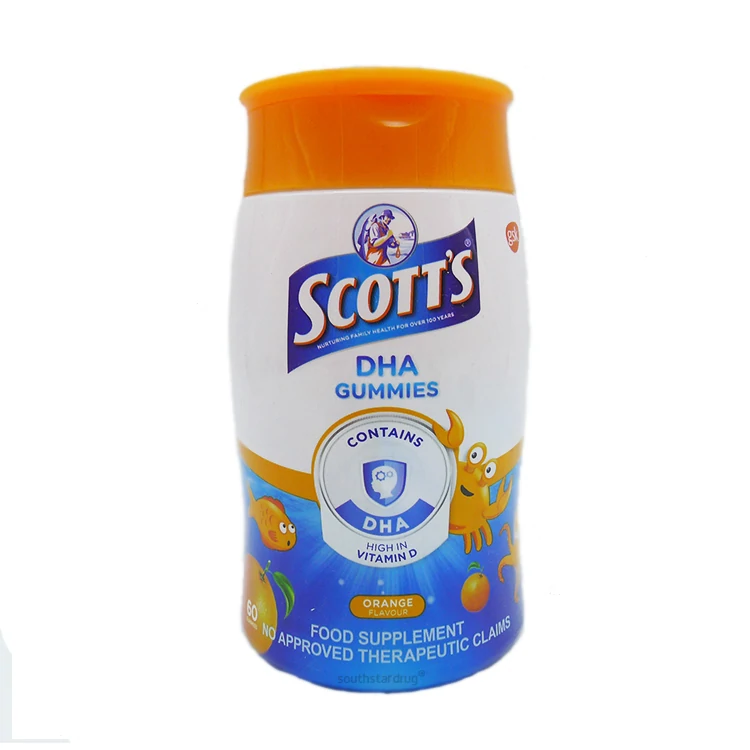 gsk
SCOTT'S®
NURTURING FAMILY HEALTH FOR OVER 100 YEARS
DHA
GUMMIES
CONTAINS
DHA
HIGH IN
VITAMIN D
ORANGE
FLAVOUR
60
FOOD SUPPLEMENT
NO APPROVED THERAPEUTIC CLAIMS
southstardrug